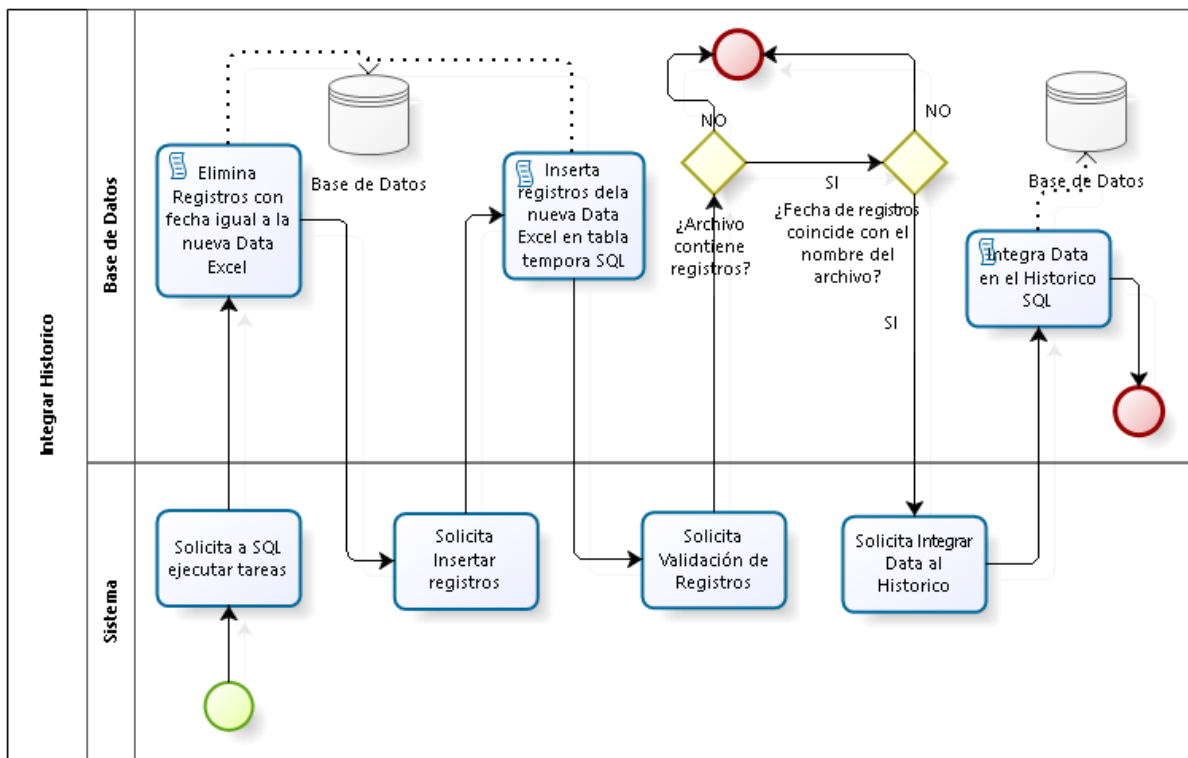 Integrar Historico
Base de Datos
Sistema
Elimina
Registros con
fecha igual a la
nueva Data
Excel
Base de Datos
Inserta
registros dela
nueva Data
Excel en tabla
tempora SQL
NO
¿Archivo
contiene
registros?
SI
NO
¿Fecha de registros
coincide con el
nombre del
archivo?
SI
Base de Datos
Integra Data
en el Historico
SQL
Solicita a SQL
ejecutar tareas
Solicita
Insertar
registros
Solicita
Validación de
Registros
Solicita Integrar
Data al
Historico